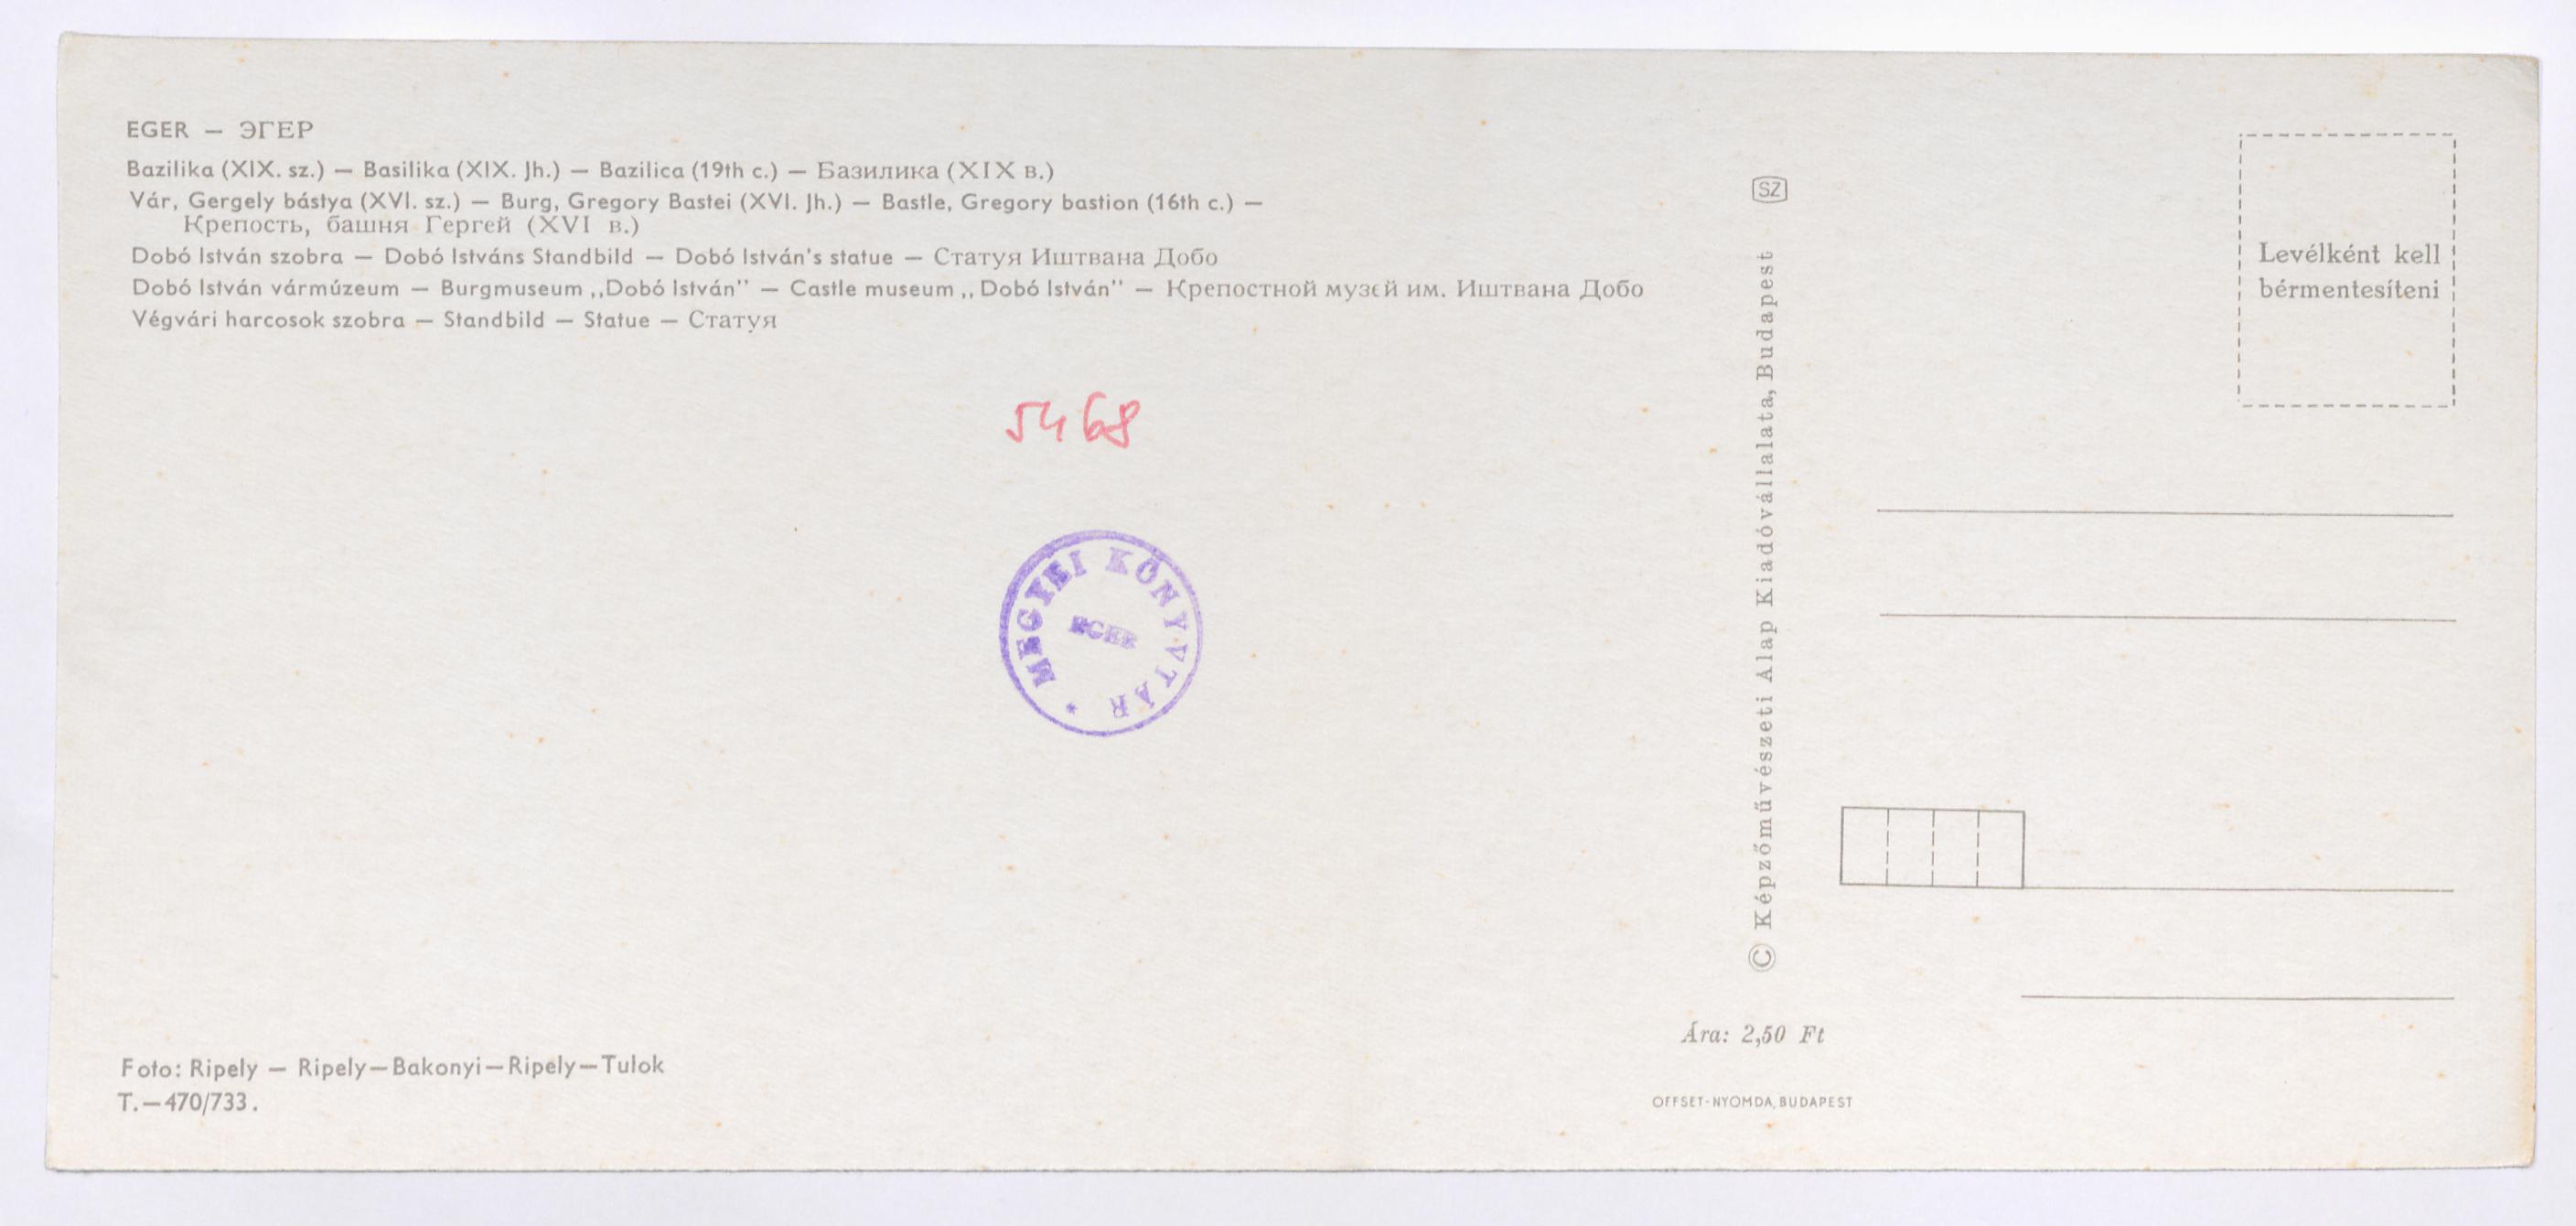 EGER — ЭГЕР
Bazilika (XIX. sz.) — Basilika (XIX. Jh.) — Bazilica (19th c.) — Базилика (XIX в.)
Vár, Gergely bástya (XVI. sz.) — Burg, Gregory Bastei (XVI. Jh.) — Bastle, Gregory bastion (16th c.) —
Крепость, башня Гергей (XVI в.)
Dobó István szobra — Dobó Istváns Standbild — Dobó István's statue — Статуя Иштвана Добо
Dobó István vármúzeum — Burgmuseum ,,Dobó István" — Castle museum ,, Dobó István" — Крепостной музей им. Иштвана Добо
Végvári harcosok szobra — Standbild — Statue — Статуя
5468
MEGYEI KÖNYVTÁR *
EGER
Foto: Ripely — Ripely—Bakonyi—Ripely—Tulok
T.—470/733.
SZ
© Képzőművészeti Alap Kiadóvállalata, Budapest
Ára: 2,50 Ft
OFFSET-NYOMDA, BUDAPEST
Levélként kell
bérmentesíteni